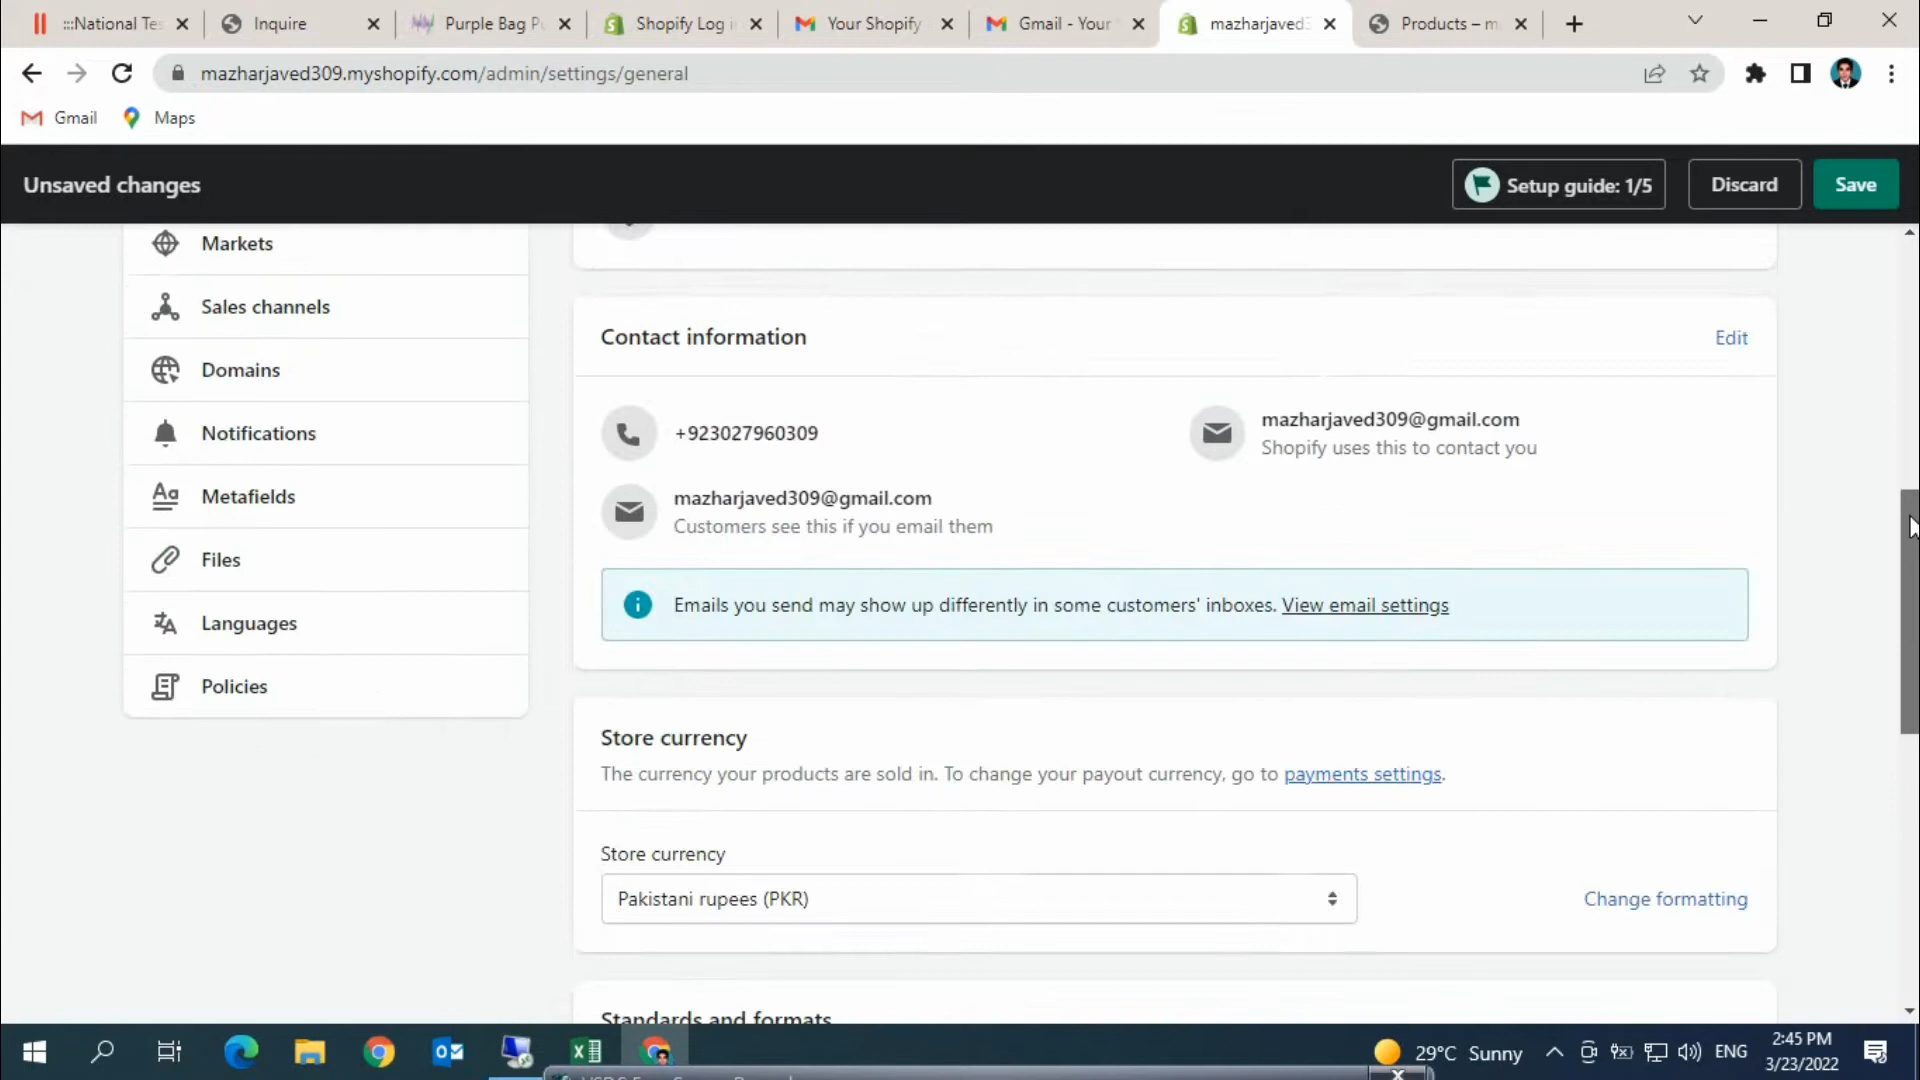 :::National Tes
Inquire
Purple Bag P
Shopify Log i
Your Shopify
Gmail - Your
mazharjaved3
Products – m
mazharjaved309.myshopify.com/admin/settings/general
Gmail
Maps
Unsaved changes
Setup guide: 1/5
Discard
Save
Markets
Sales channels
Domains
Notifications
Metafields
Files
Languages
Policies
Contact information
Edit
+923027960309
mazharjaved309@gmail.com
Shopify uses this to contact you
mazharjaved309@gmail.com
Customers see this if you email them
Emails you send may show up differently in some customers' inboxes. View email settings
Store currency
The currency your products are sold in. To change your payout currency, go to payments settings.
Store currency
Pakistani rupees (PKR)
Change formatting
Standards and formats
29°C Sunny
ENG
2:45 PM
3/23/2022